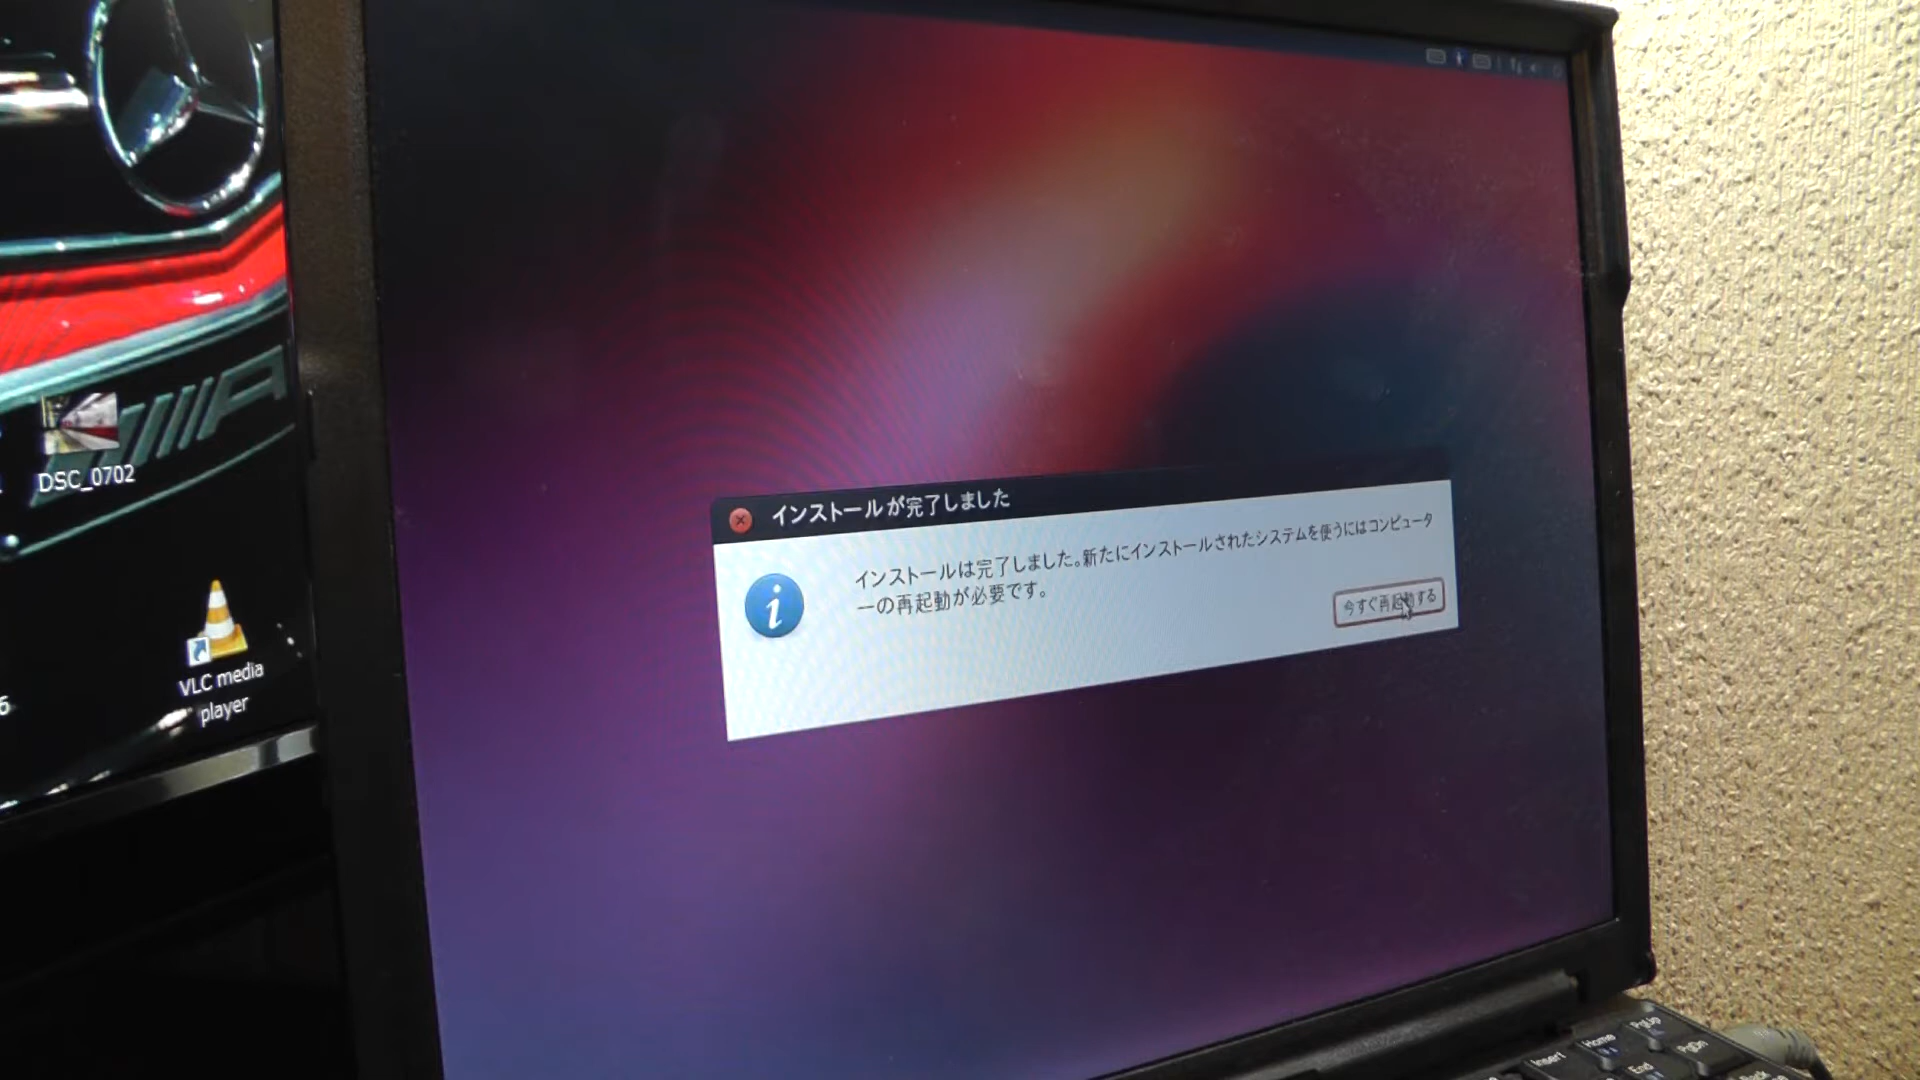 インストールが完了しました
インストールは完了しました。新たにインストールされたシステムを使うにはコンピュータ
ーの再起動が必要です。
今すぐ再起動する
DSC_0702
VLC media
player
6
Insert
Home
PgUp
End
PgDn